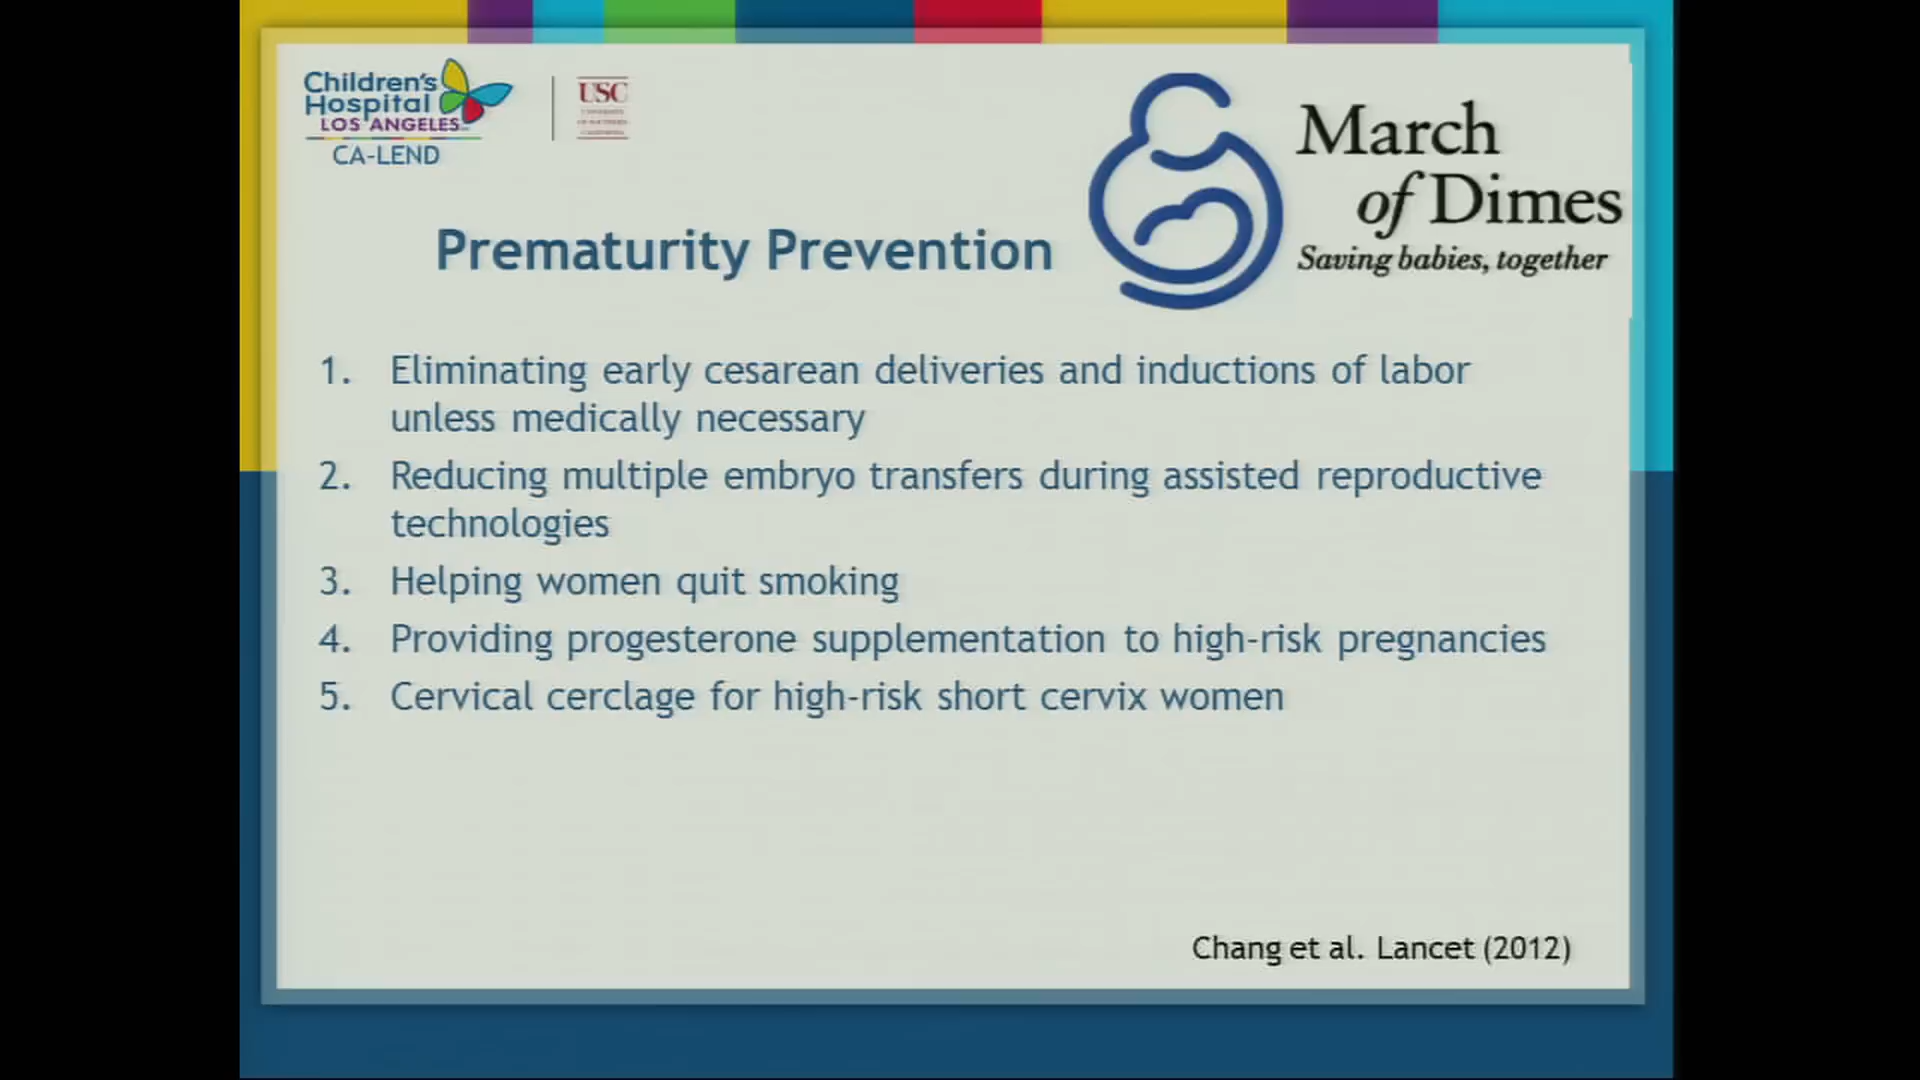 Children's
Hospital
LOS ANGELES
CA-LEND
USC
March
of Dimes
Saving babies, together
Prematurity Prevention
1. Eliminating early cesarean deliveries and inductions of labor
unless medically necessary
2. Reducing multiple embryo transfers during assisted reproductive
technologies
3. Helping women quit smoking
4. Providing progesterone supplementation to high-risk pregnancies
5. Cervical cerclage for high-risk short cervix women
Chang et al. Lancet (2012)